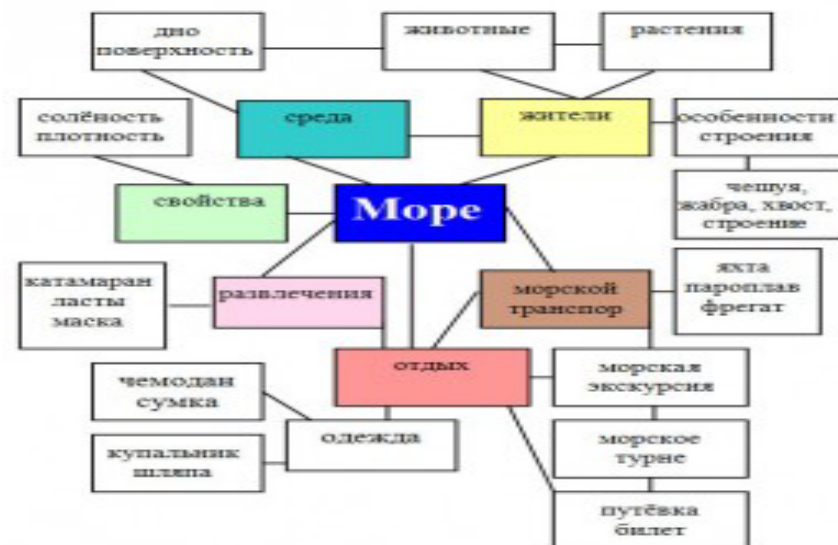 дно
поверхность
животные
растения
солёность
плотность
среда
жители
особенности
строения
чешуя,
жабра, хвост,
строение
свойства
Море
катамаран
ласты
маска
развлечения
морской
транспор
яхта
пароплав
фрегат
чемодан
сумка
отдых
морская
экскурсия
купальник
шляпа
одежда
морское
турне
путёвка
билет